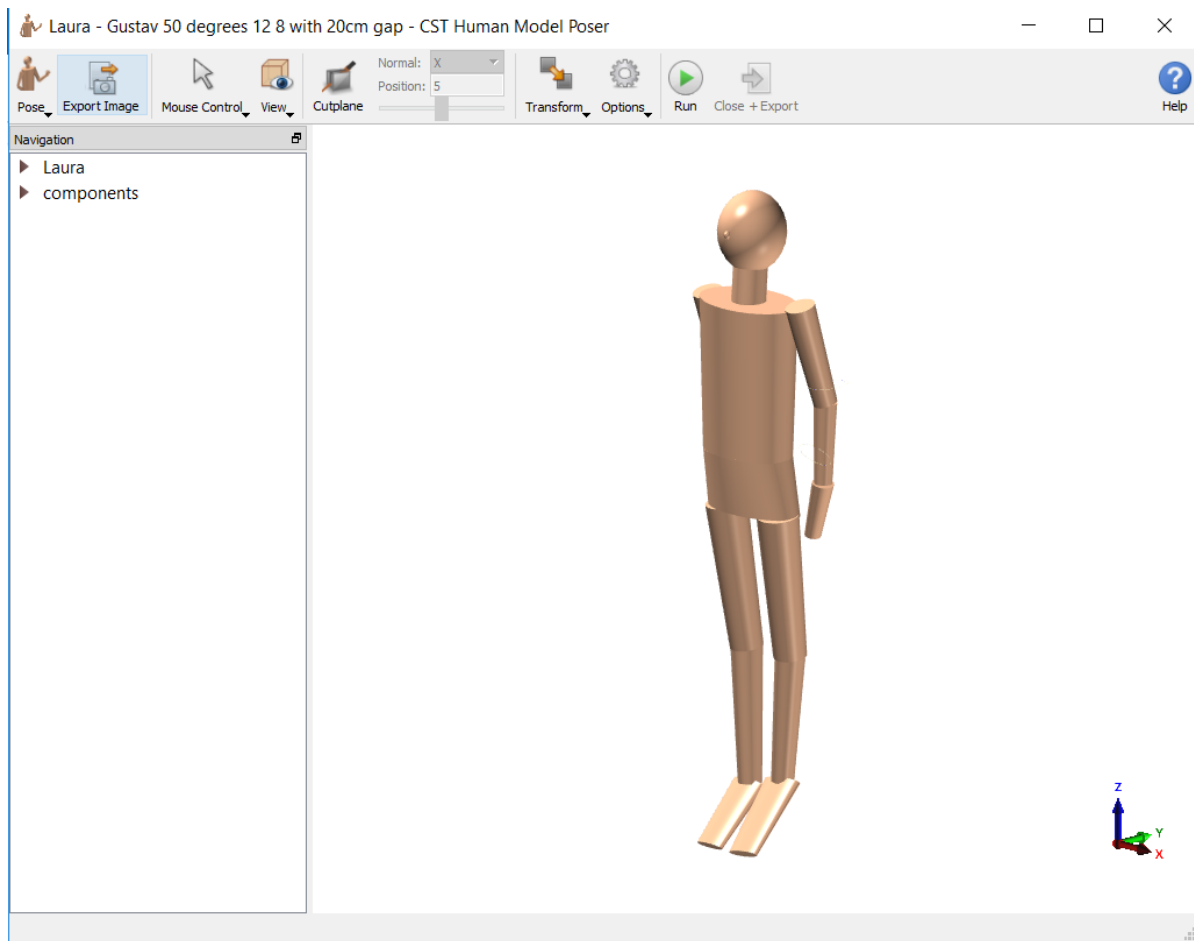 Laura - Gustav 50 degrees 12 8 with 20cm gap - CST Human Model Poser
Normal: X
Position: 5
Pose Export Image Mouse Control View Cutplane Transform Options Run Close + Export Help
Navigation
Laura
components
Z
Y
X